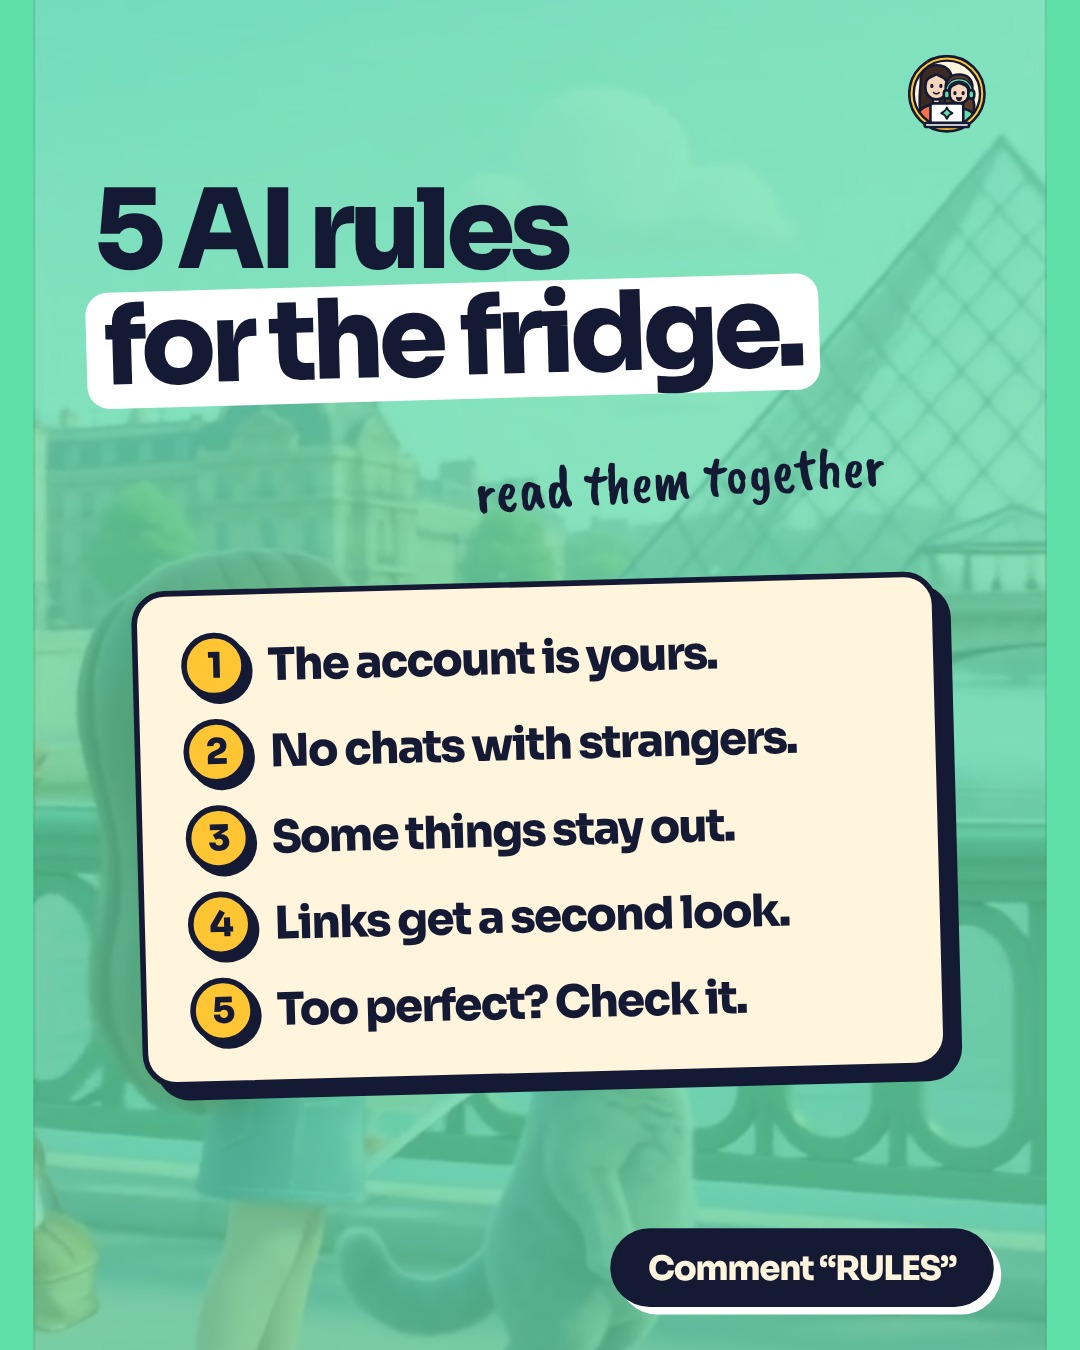 5 AI rules
for the fridge.
read them together
1 The account is yours.
2 No chats with strangers.
3 Some things stay out.
4 Links get a second look.
5 Too perfect? Check it.
Comment “RULES”